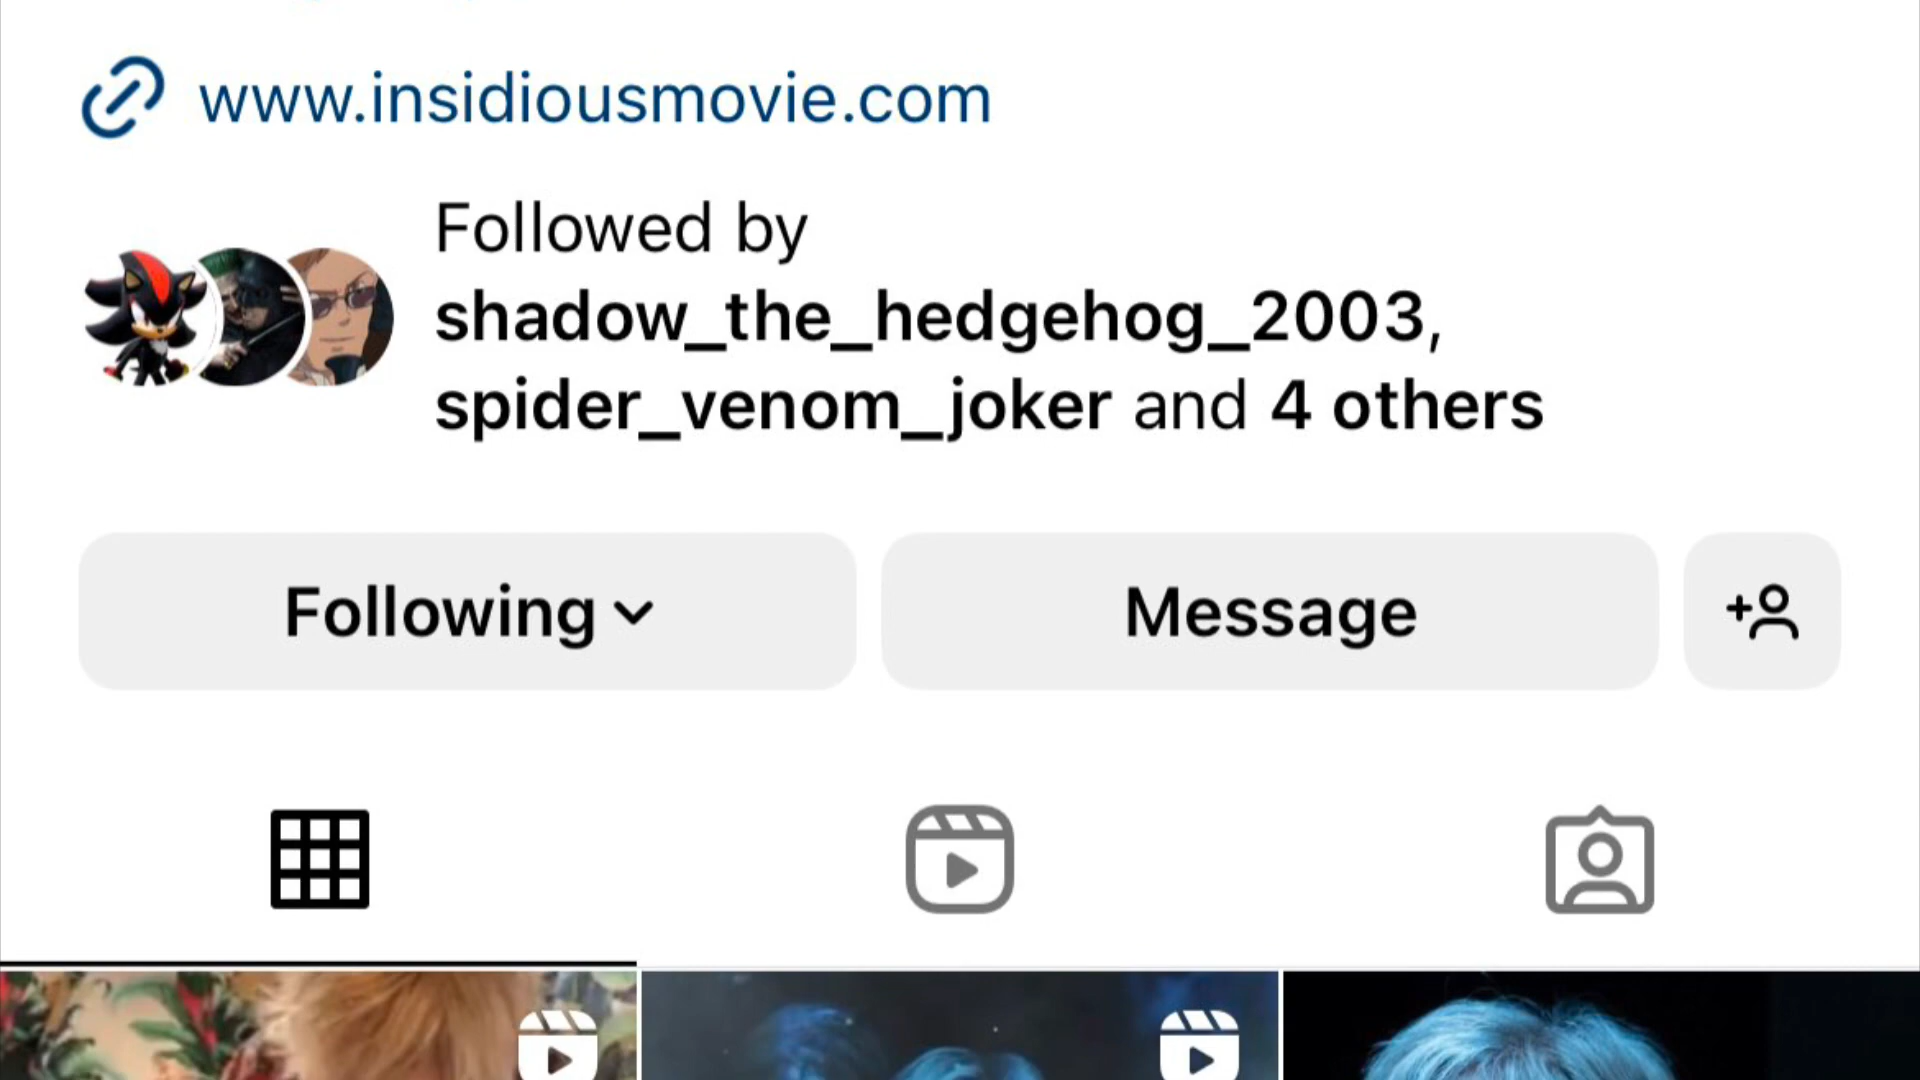 www.insidiousmovie.com
Followed by
shadow_the_hedgehog_2003,
spider_venom_joker and 4 others
Following
Message